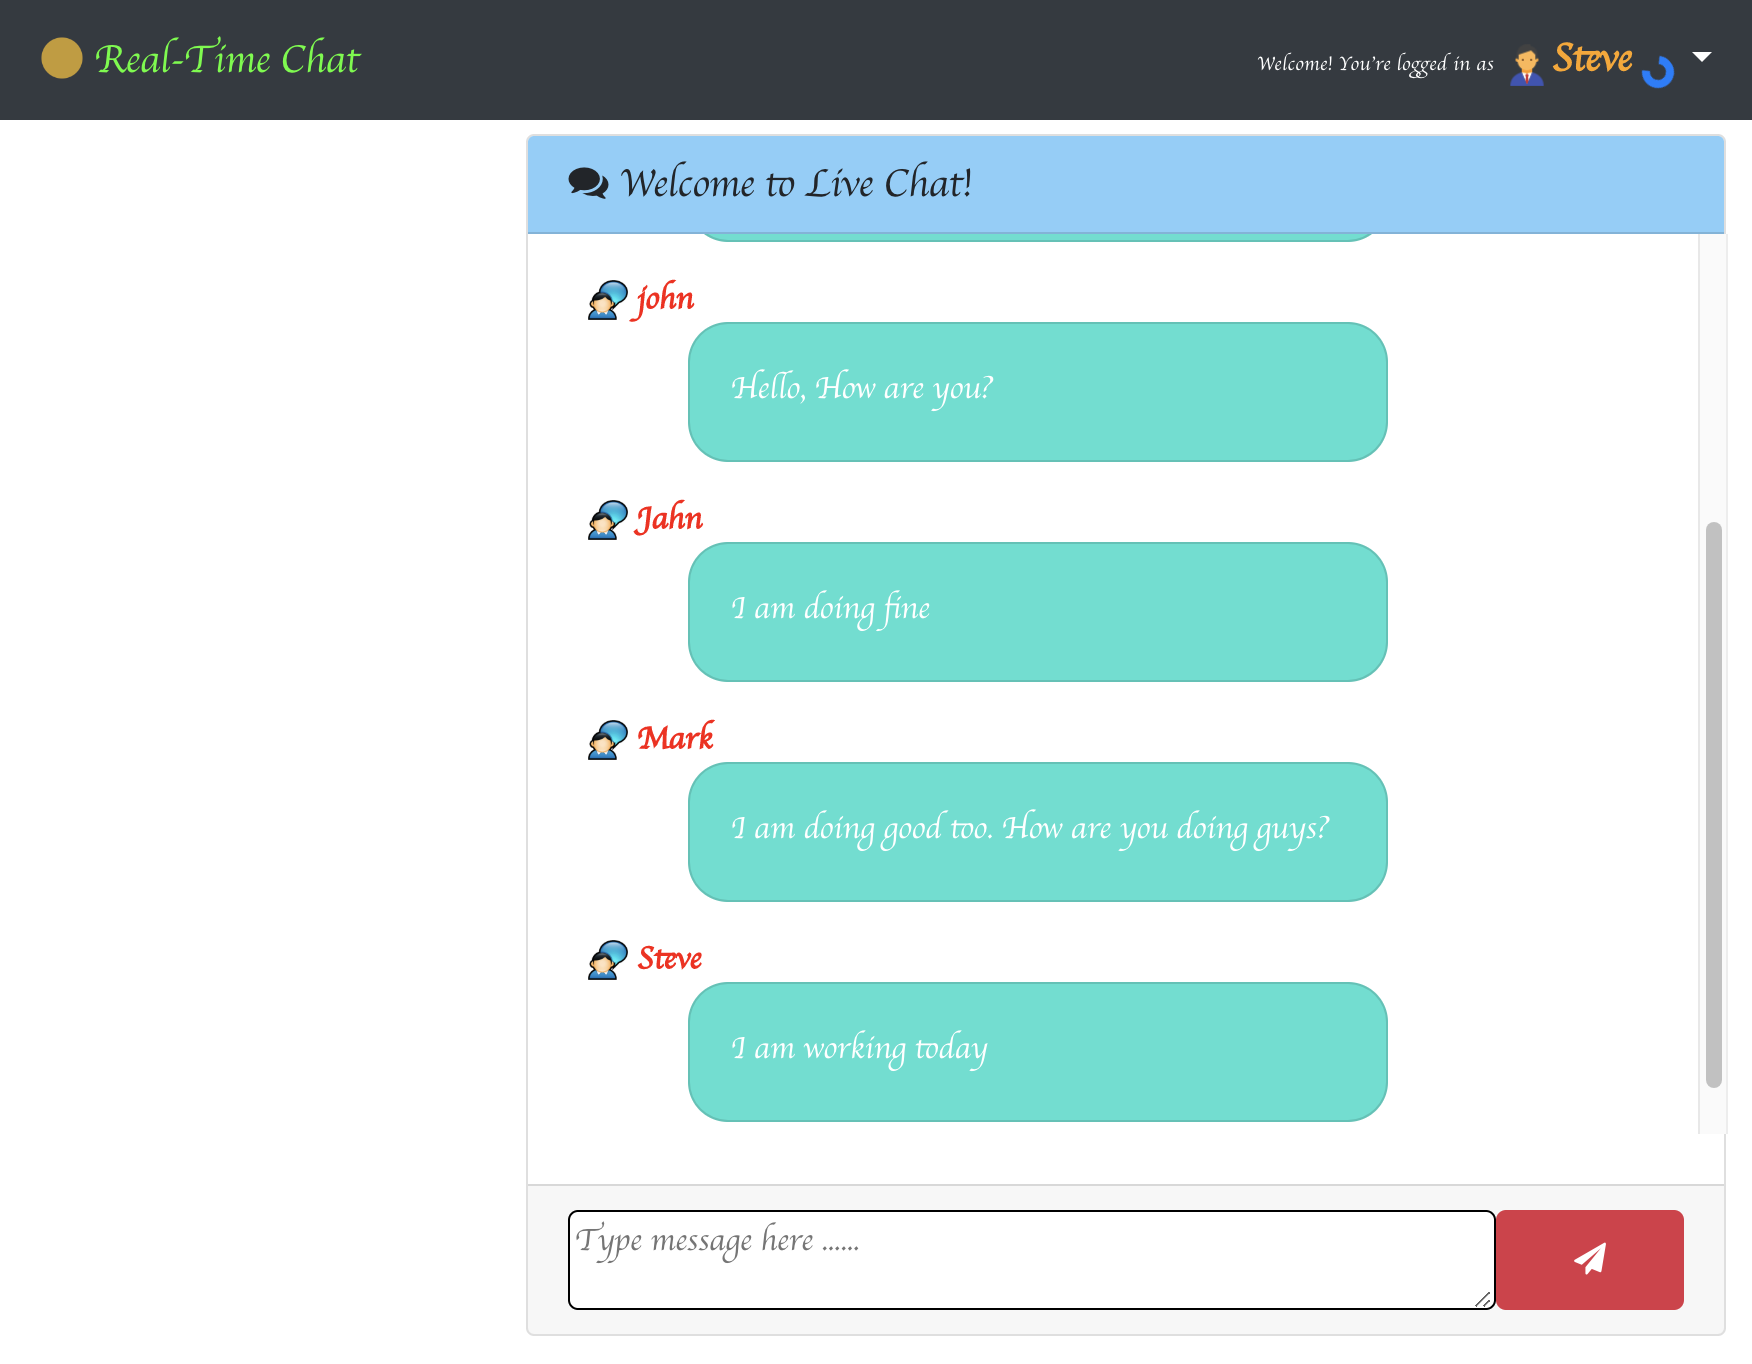 Real-Time Chat
Welcome! You're logged in as Steve
Welcome to Live Chat!
john
Hello, How are you?
Jahn
I am doing fine
Mark
I am doing good too. How are you doing guys?
Steve
I am working today
Type message here ......